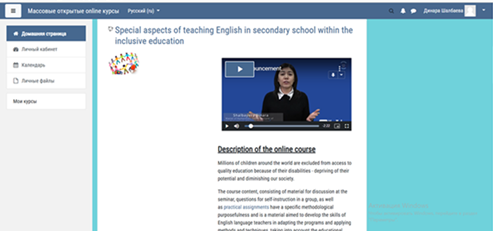 Массовые открытые online курсы Русский (ru)
Динара Шолбаева
Домашняя страница
Личный кабинет
Календарь
Личные файлы
Мои курсы
Special aspects of teaching English in secondary school within the
inclusive education
ouncement
Description of the online course
Millions of children around the world are excluded from access to
quality education because of their disabilities - depriving of their
potential and diminishing our society.
The course content, consisting of material for discussion at the
seminar, questions for self-instruction in a group, as well
as practical assignments have a specific methodological
purposefulness and is a material aimed to develop the skills of
English language teachers in adapting the programs and applying
methods and techniques, taking into account the educational